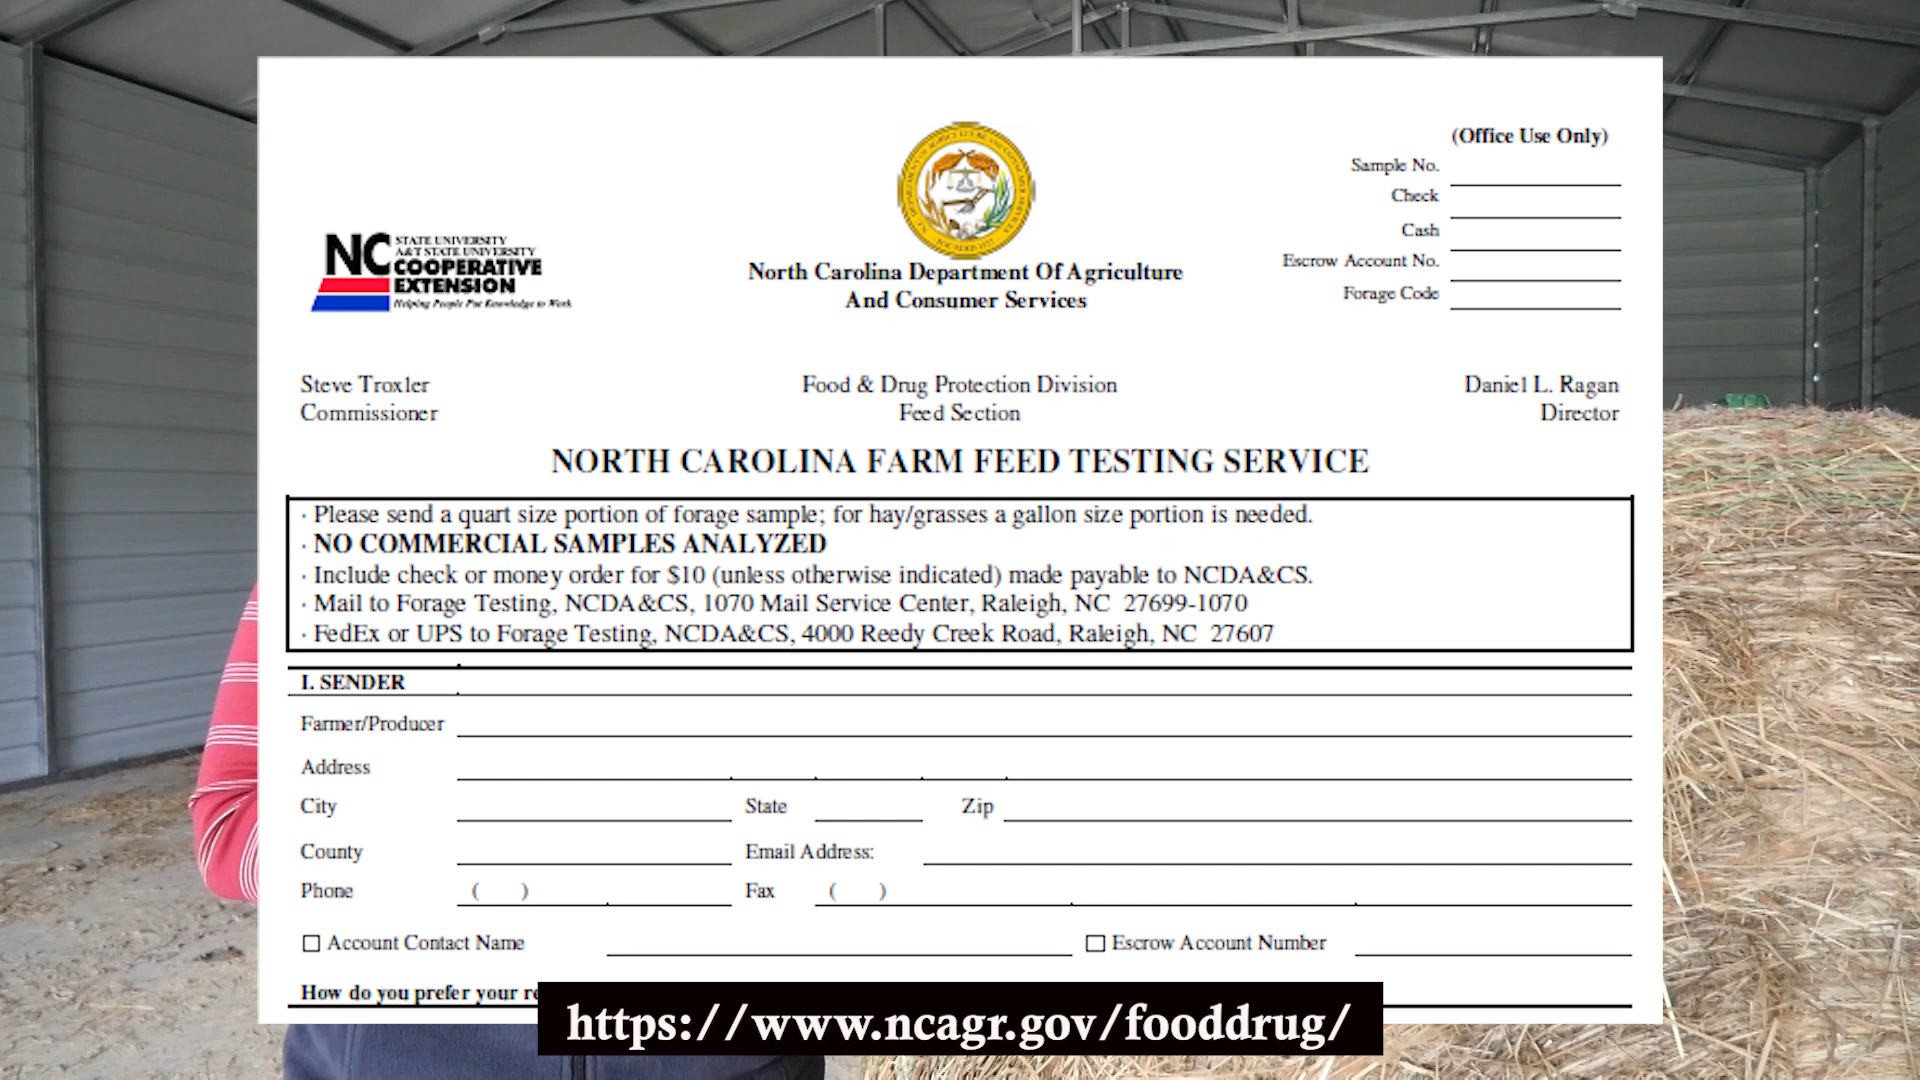 (Office Use Only)
Sample No.
Check
Cash
Escrow Account No.
Forage Code
NC STATE UNIVERSITY
A&T STATE UNIVERSITY
COOPERATIVE
EXTENSION
Helping People Put Knowledge to Work
North Carolina Department Of Agriculture
And Consumer Services
Steve Troxler
Commissioner
Food & Drug Protection Division
Feed Section
Daniel L. Ragan
Director
NORTH CAROLINA FARM FEED TESTING SERVICE
· Please send a quart size portion of forage sample; for hay/grasses a gallon size portion is needed.
· NO COMMERCIAL SAMPLES ANALYZED
· Include check or money order for $10 (unless otherwise indicated) made payable to NCDA&CS.
· Mail to Forage Testing, NCDA&CS, 1070 Mail Service Center, Raleigh, NC 27699-1070
· FedEx or UPS to Forage Testing, NCDA&CS, 4000 Reedy Creek Road, Raleigh, NC 27607
I. SENDER
Farmer/Producer
Address
City State Zip
County Email Address:
Phone ( ) Fax ( )
Account Contact Name Escrow Account Number
How do you prefer your
https://www.ncagr.gov/fooddrug/